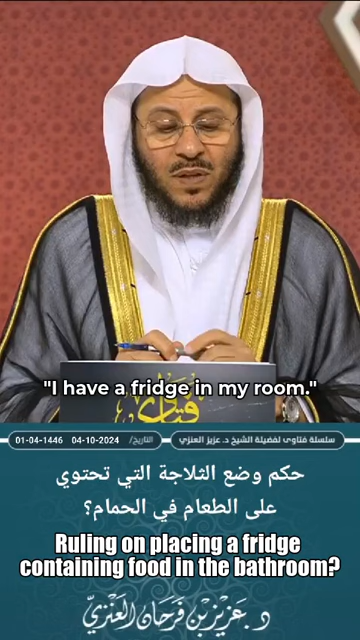 "I have a fridge in my room."
فتاوى
سلسلة فتاوى لفضيلة الشيخ د. عزيز العنزي
التاريخ/ 04-10-2024 01-04-1446
حكم وضع الثلاجة التي تحتوي
على الطعام في الحمام؟
Ruling on placing a fridge
containing food in the bathroom?
د. عزيز بن فرحان العنزي